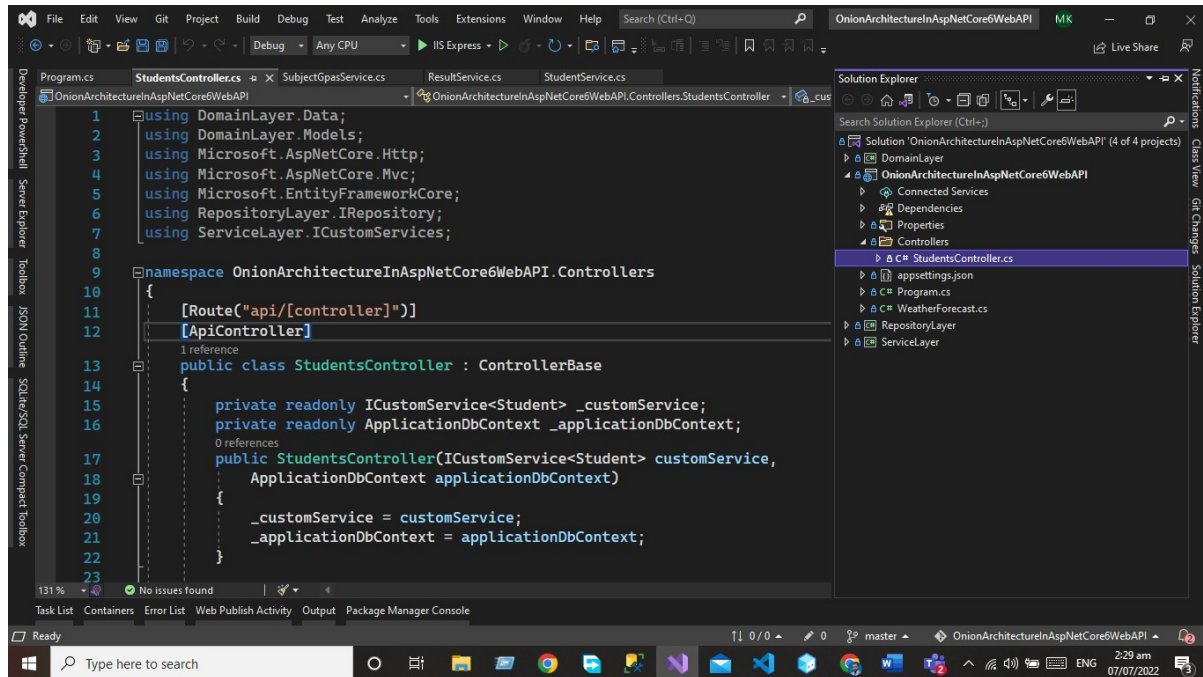 File Edit View Git Project Build Debug Test Analyze Tools Extensions Window Help Search (Ctrl+Q) OnionArchitectureInAspNetCore6WebAPI MK
Debug Any CPU IIS Express Live Share
Program.cs StudentsController.cs SubjectGpasService.cs ResultService.cs StudentService.cs
OnionArchitectureInAspNetCore6WebAPI OnionArchitectureInAspNetCore6WebAPI.Controllers.StudentsController _cus
1 using DomainLayer.Data;
2 using DomainLayer.Models;
3 using Microsoft.AspNetCore.Http;
4 using Microsoft.AspNetCore.Mvc;
5 using Microsoft.EntityFrameworkCore;
6 using RepositoryLayer.IRepository;
7 using ServiceLayer.ICustomServices;
8
9 namespace OnionArchitectureInAspNetCore6WebAPI.Controllers
10 {
11 [Route("api/[controller]")]
12 [ApiController]
1 reference
13 public class StudentsController : ControllerBase
14 {
15 private readonly ICustomService<Student> _customService;
16 private readonly ApplicationDbContext _applicationDbContext;
0 references
17 public StudentsController(ICustomService<Student> customService,
18 ApplicationDbContext applicationDbContext)
19 {
20 _customService = customService;
21 _applicationDbContext = applicationDbContext;
22 }
23
131 % No issues found
Developer PowerShell
Server Explorer
Toolbox
JSON Outline
SQLite/SQL Server Compact Toolbox
Solution Explorer
Search Solution Explorer (Ctrl+;)
Solution 'OnionArchitectureInAspNetCore6WebAPI' (4 of 4 projects)
C# DomainLayer
OnionArchitectureInAspNetCore6WebAPI
Connected Services
Dependencies
Properties
Controllers
C# StudentsController.cs
appsettings.json
C# Program.cs
C# WeatherForecast.cs
C# RepositoryLayer
C# ServiceLayer
Notifications
Class View
Git Changes
Solution Explorer
Task List Containers Error List Web Publish Activity Output Package Manager Console
Ready 0 / 0 0 master OnionArchitectureInAspNetCore6WebAPI 2
Type here to search 2 ENG 2:29 am 3
07/07/2022